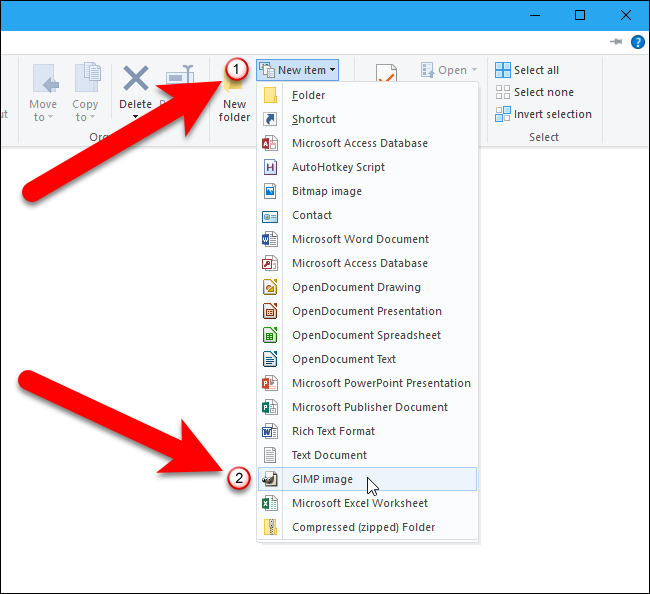 ?
1
New item
Move
to
Copy
to
Delete
New
folder
Open
Select all
Select none
Invert selection
Select
Folder
Shortcut
Microsoft Access Database
AutoHotkey Script
Bitmap image
Contact
Microsoft Word Document
Microsoft Access Database
OpenDocument Drawing
OpenDocument Presentation
OpenDocument Spreadsheet
OpenDocument Text
Microsoft PowerPoint Presentation
Microsoft Publisher Document
Rich Text Format
Text Document
2
GIMP image
Microsoft Excel Worksheet
Compressed (zipped) Folder